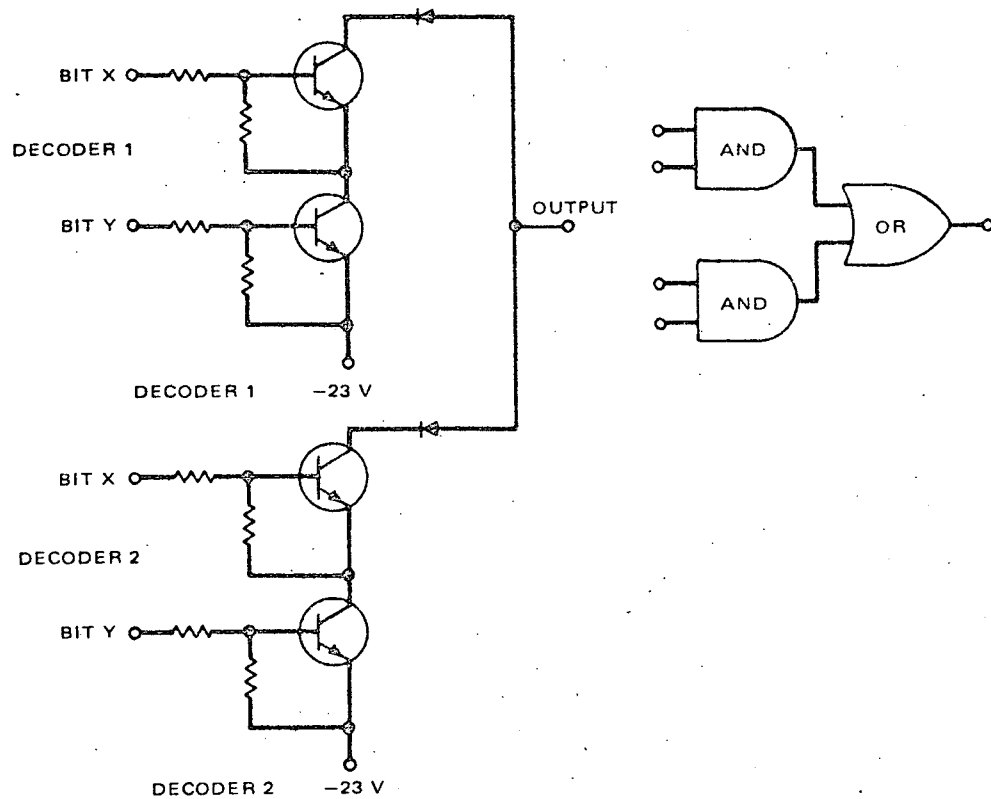 BIT X
DECODER 1
BIT Y
DECODER 1 −23 V
OUTPUT
AND
AND
OR
BIT X
DECODER 2
BIT Y
DECODER 2 −23 V